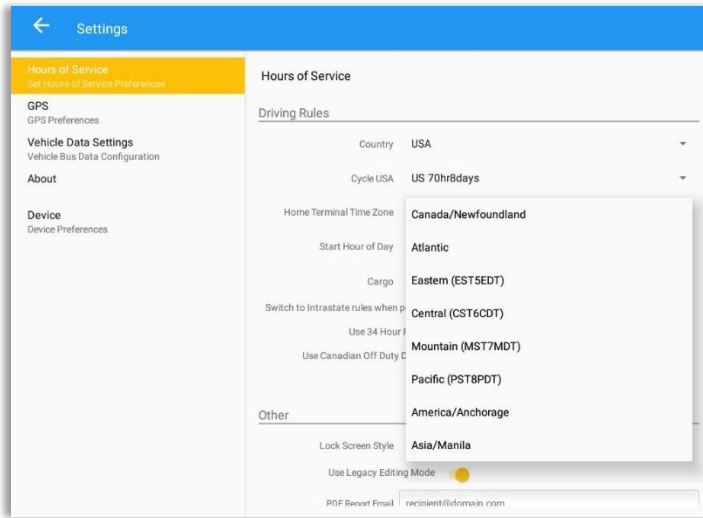 Settings
Hours of Service
Set Hours of Service Preferences
GPS
GPS Preferences
Vehicle Data Settings
Vehicle Bus Data Configuration
About
Device
Device Preferences
Hours of Service
Driving Rules
Country USA
Cycle USA US 70hr8days
Home Terminal Time Zone
Canada/Newfoundland
Start Hour of Day
Atlantic
Cargo
Eastern (EST5EDT)
Switch to Intrastate rules when p
Central (CST6CDT)
Use 34 Hour
Mountain (MST7MDT)
Use Canadian Off Duty D
Pacific (PST8PDT)
America/Anchorage
Other
Lock Screen Style
Asia/Manila
Use Legacy Editing Mode
PDF Report Email recipient@domain.com